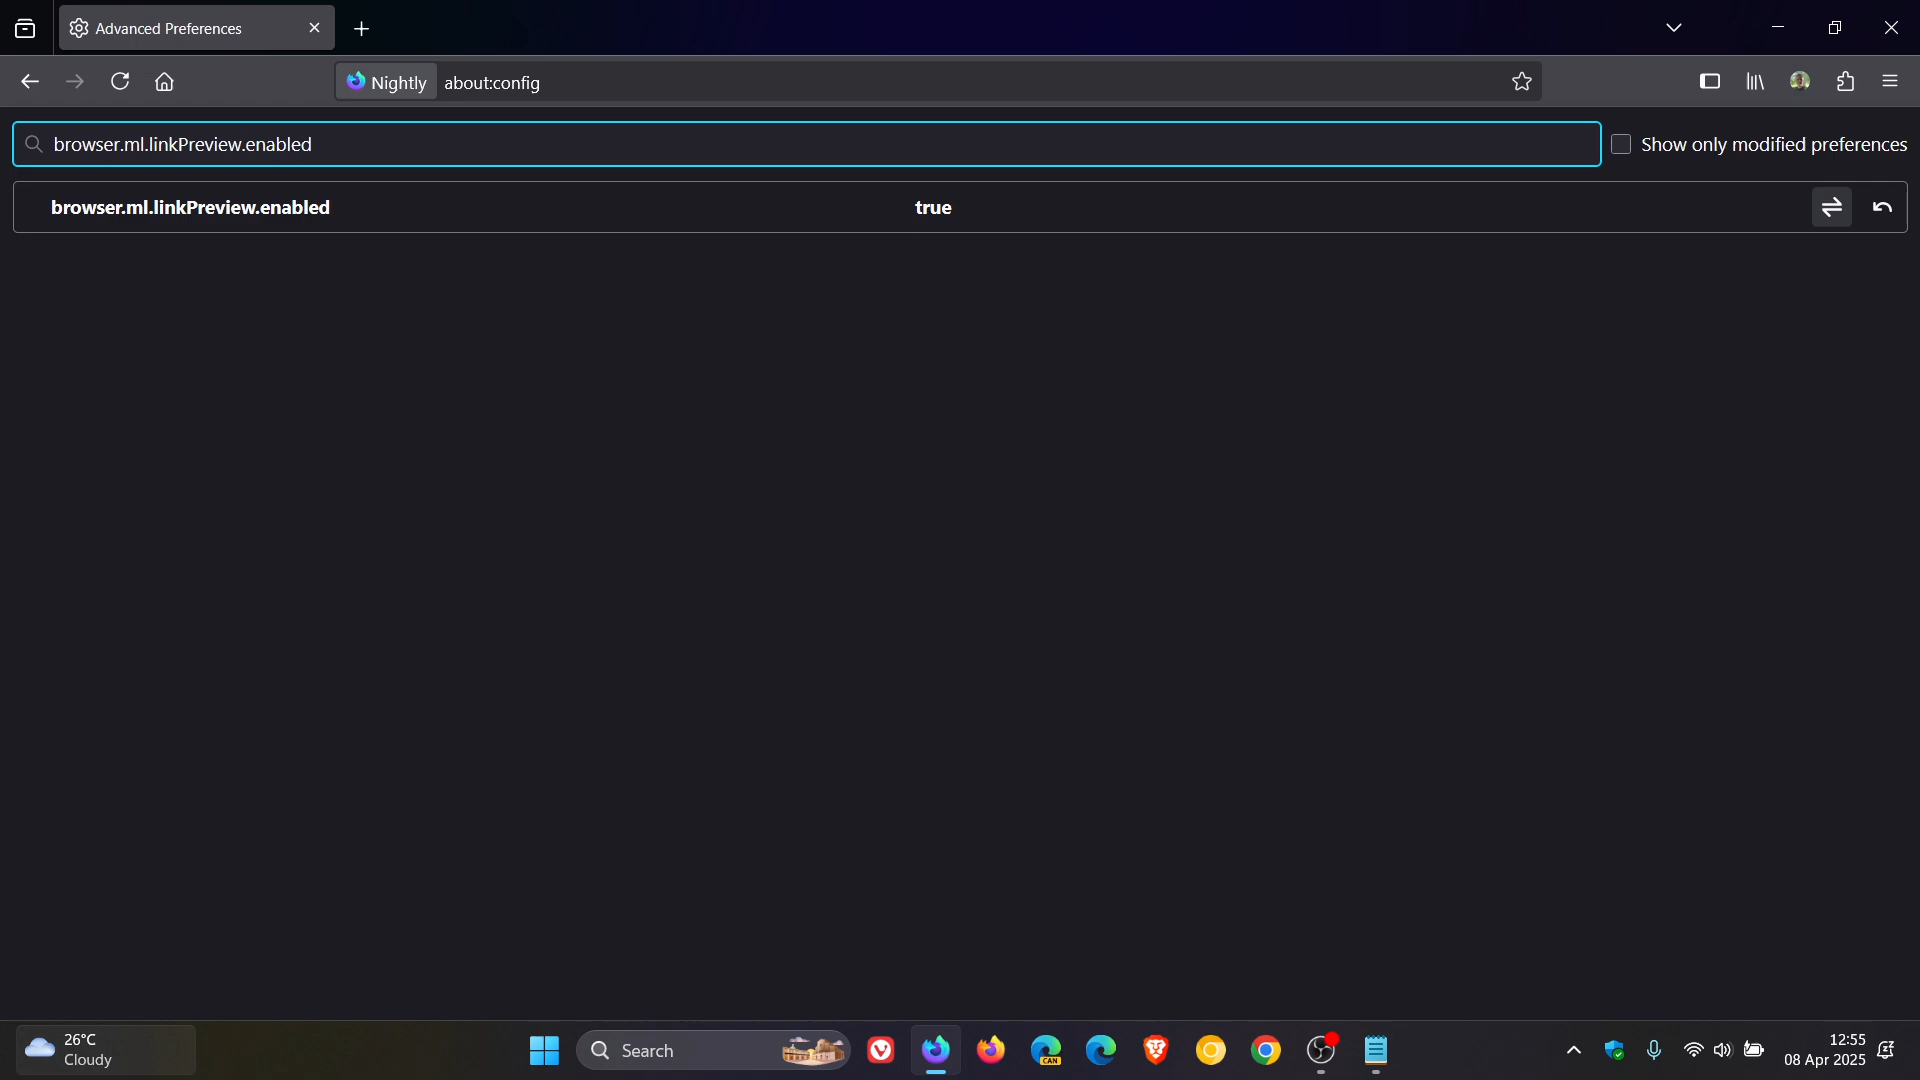 Advanced Preferences
Nightly about:config
browser.ml.linkPreview.enabled
Show only modified preferences
browser.ml.linkPreview.enabled true
26°C
Cloudy
Search
CAN
12:55
08 Apr 2025